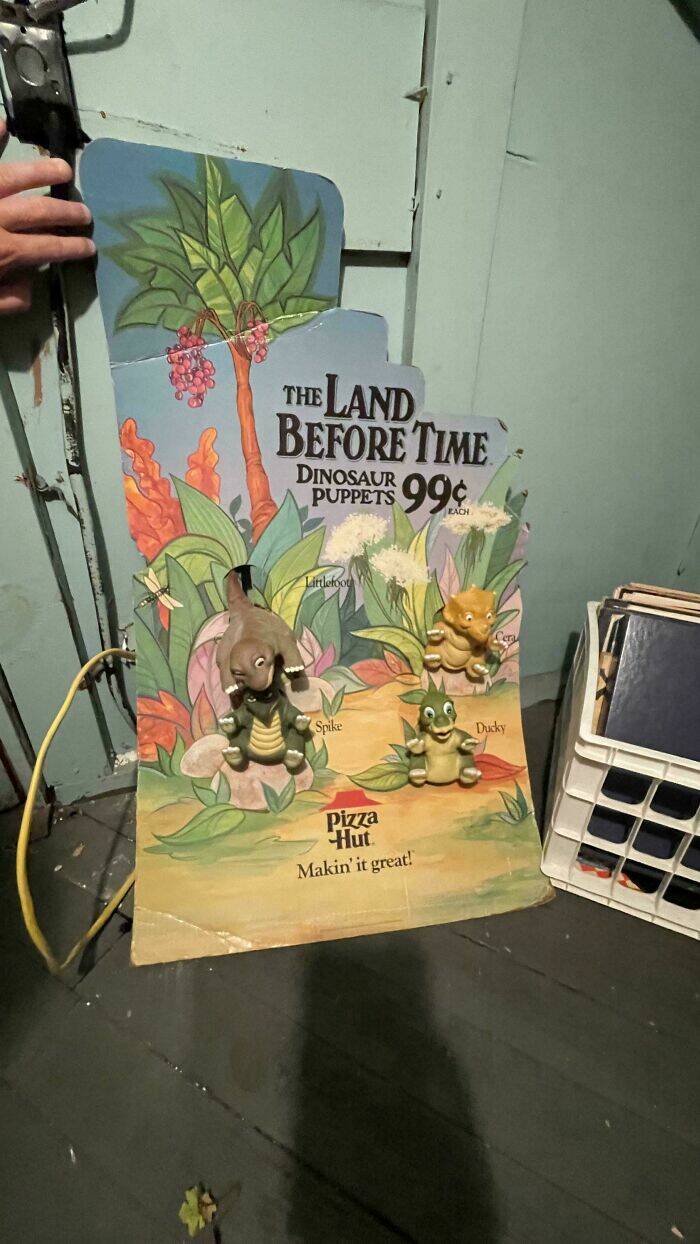 THE LAND
BEFORE TIME
DINOSAUR
PUPPETS 99¢
EACH
Littlefoot
Cera
Spike
Ducky
Pizza
Hut
Makin' it great!